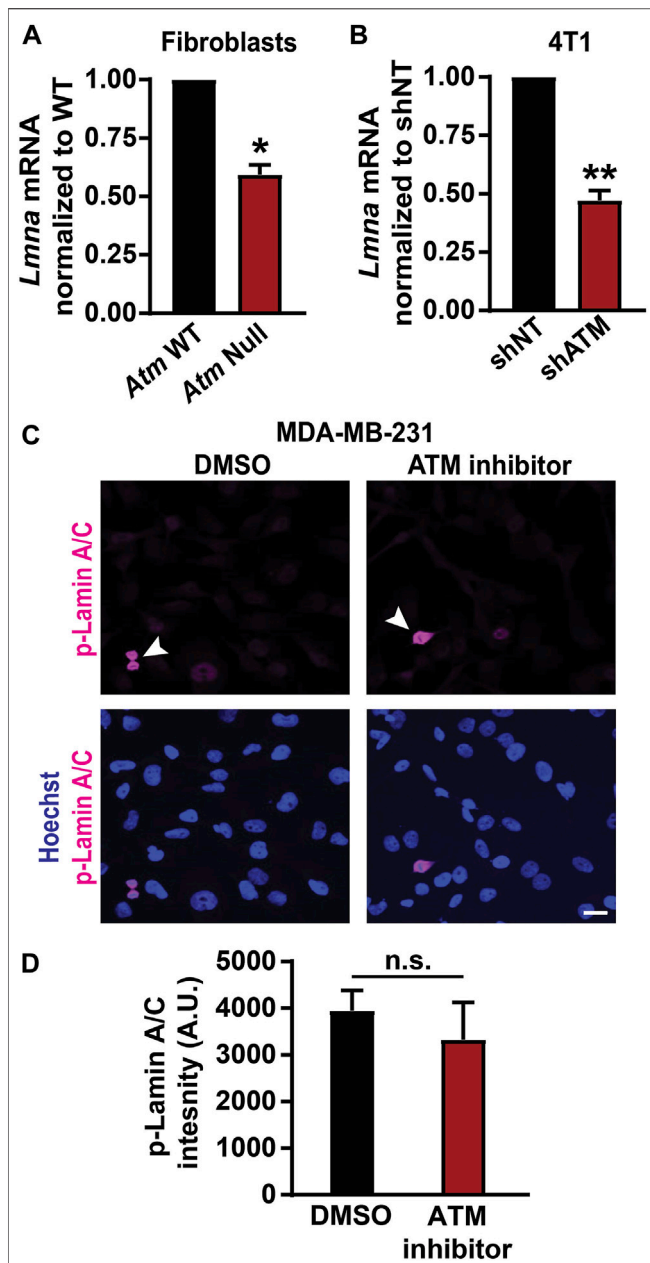 A
Fibroblasts
Lmna mRNA
normalized to WT
1.00
0.75
0.50
0.25
0.00
*
Atm WT
Atm Null
B
4T1
Lmna mRNA
normalized to shNT
1.00
0.75
0.50
0.25
0.00
**
shNT
shATM
C
MDA-MB-231
DMSO
ATM inhibitor
p-Lamin A/C
Hoechst
p-Lamin A/C
D
p-Lamin A/C
intesnity (A.U.)
5000
4000
3000
2000
1000
0
n.s.
DMSO
ATM
inhibitor